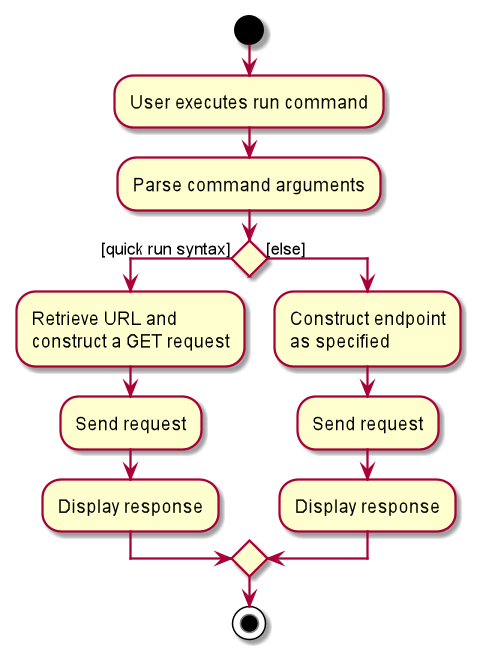 User executes run command
Parse command arguments
[quick run syntax]
[else]
Retrieve URL and
construct a GET request
Construct endpoint
as specified
Send request
Send request
Display response
Display response